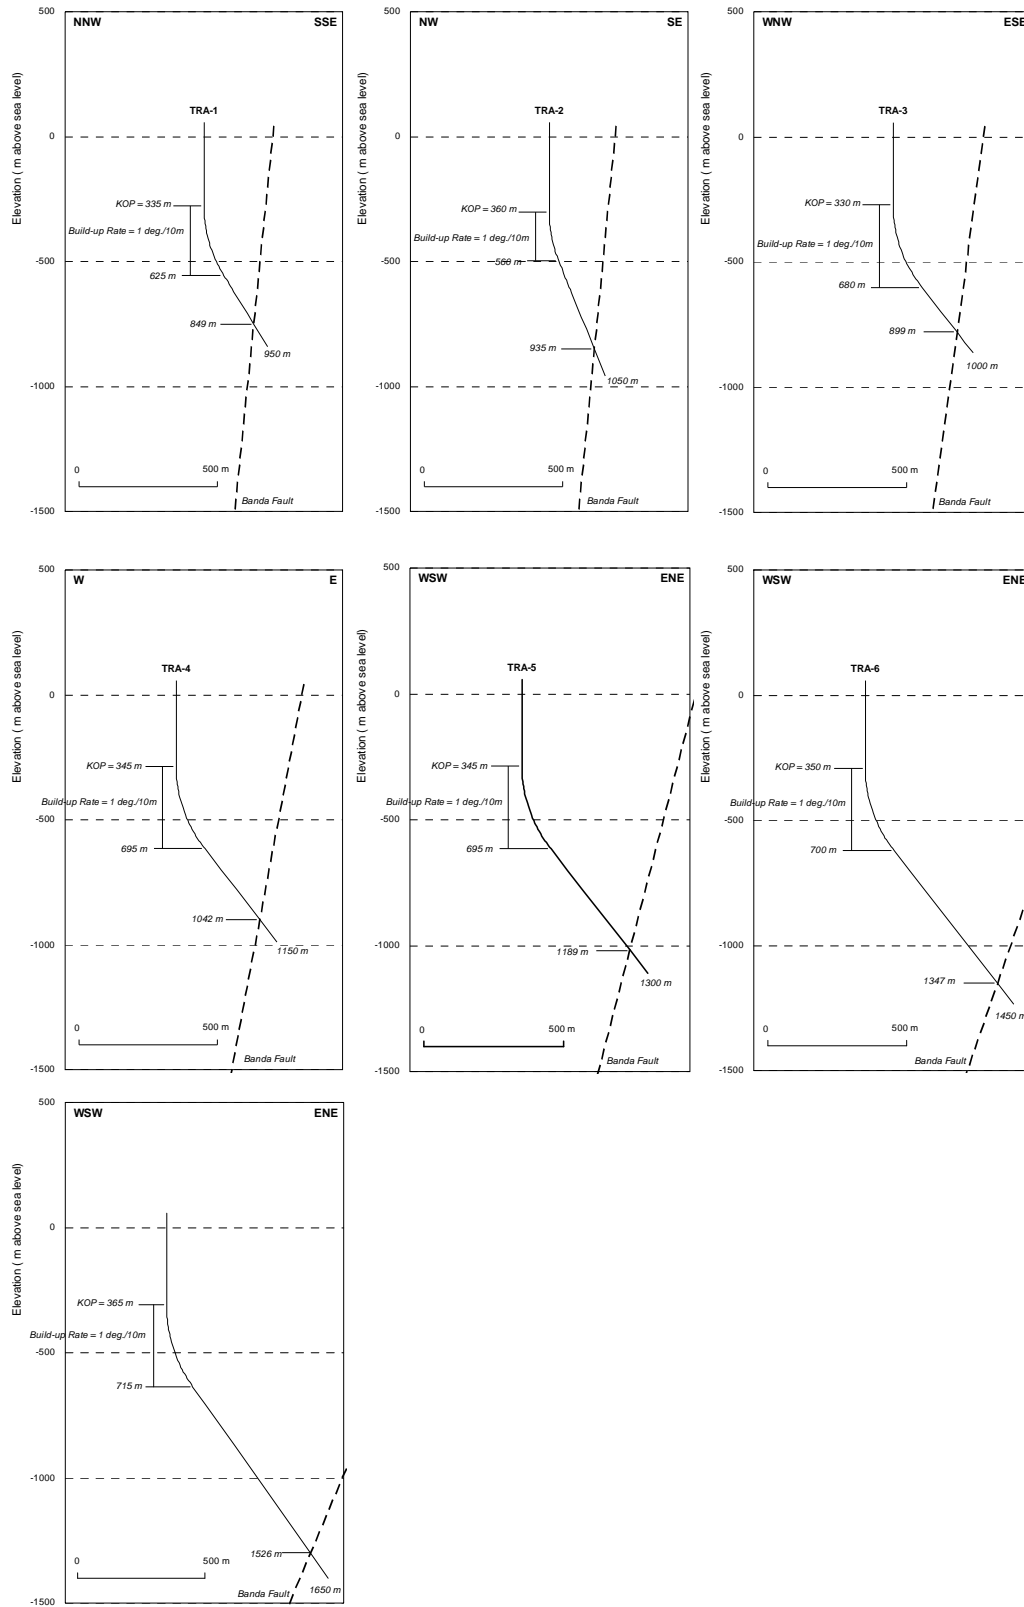 500
NNW SSE
TRA-1
Elevation ( m above sea level)
0
KOP = 335 m
Build-up Rate = 1 deg./10m
-500
625 m
849 m
950 m
-1000
0 500 m
Banda Fault
-1500
500
NW SE
TRA-2
Elevation ( m above sea level)
0
KOP = 360 m
Build-up Rate = 1 deg./10m
-500
560 m
935 m
1050 m
-1000
0 500 m
Banda Fault
-1500
500
WNW ESE
TRA-3
Elevation ( m above sea level)
0
KOP = 330 m
Build-up Rate = 1 deg./10m
-500
680 m
899 m
1000 m
-1000
0 500 m
Banda Fault
-1500
500
W E
TRA-4
Elevation ( m above sea level)
0
KOP = 345 m
Build-up Rate = 1 deg./10m
-500
695 m
1042 m
-1000
1150 m
0 500 m
Banda Fault
-1500
500
WSW ENE
TRA-5
Elevation ( m above sea level)
0
KOP = 345 m
Build-up Rate = 1 deg./10m
-500
695 m
-1000
1189 m
1300 m
0 500 m
Banda Fault
-1500
500
WSW ENE
TRA-6
Elevation ( m above sea level)
0
KOP = 350 m
Build-up Rate = 1 deg./10m
-500
700 m
-1000
1347 m
1450 m
0 500 m
Banda Fault
-1500
500
WSW ENE
Elevation ( m above sea level)
0
KOP = 365 m
Build-up Rate = 1 deg./10m
-500
715 m
-1000
1526 m
0 500 m
1650 m
Banda Fault
-1500